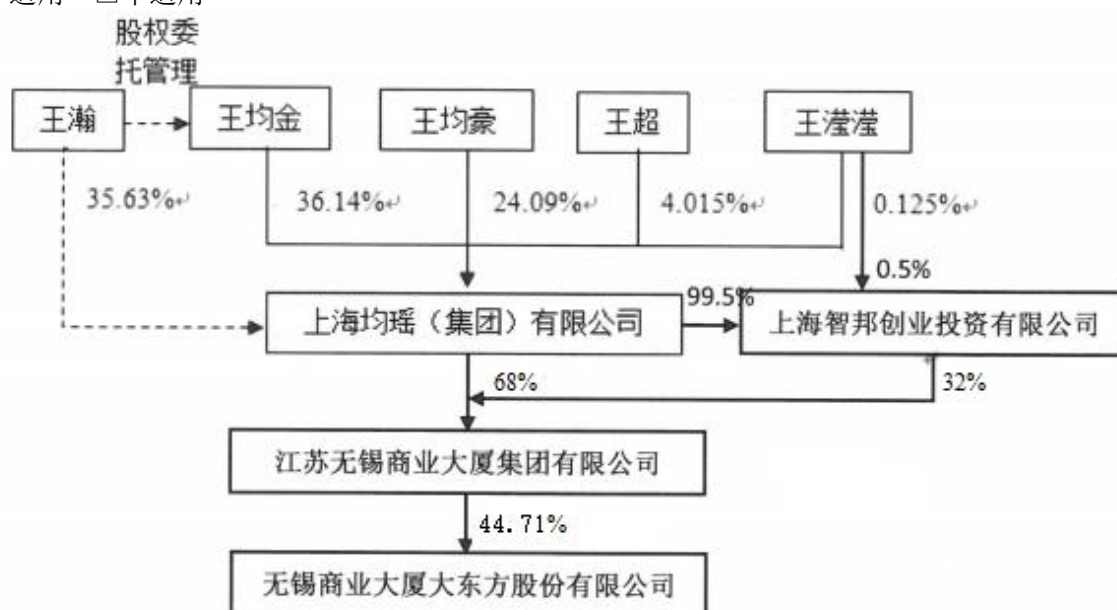 股权委
托管理
王瀚
王均金
王均豪
王超
王滢滢
35.63%↵
36.14%↵
24.09%↵
4.015%↵
0.125%↵
0.5%
99.5%
上海均瑶（集团）有限公司
上海智邦创业投资有限公司
68%
32%
江苏无锡商业大厦集团有限公司
44.71%
无锡商业大厦大东方股份有限公司